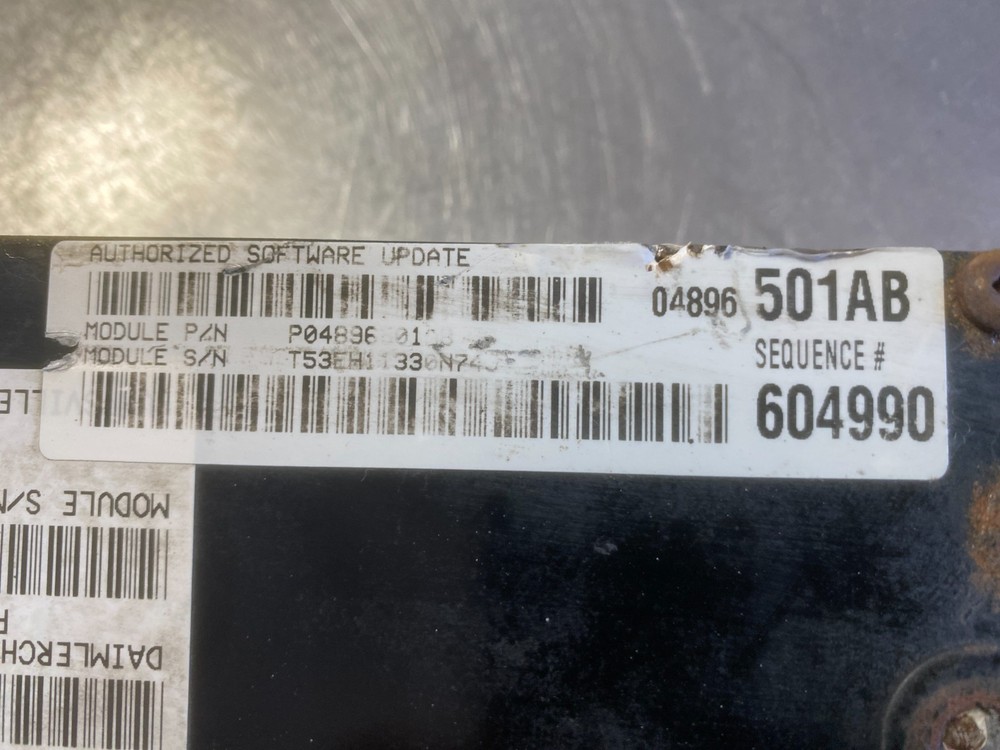 AUTHORIZED SOFTWARE UPDATE
04896 501AB
MODULE P/N
MODULE S/N
SEQUENCE #
604990
MODULE S/N
DAIMLERCH